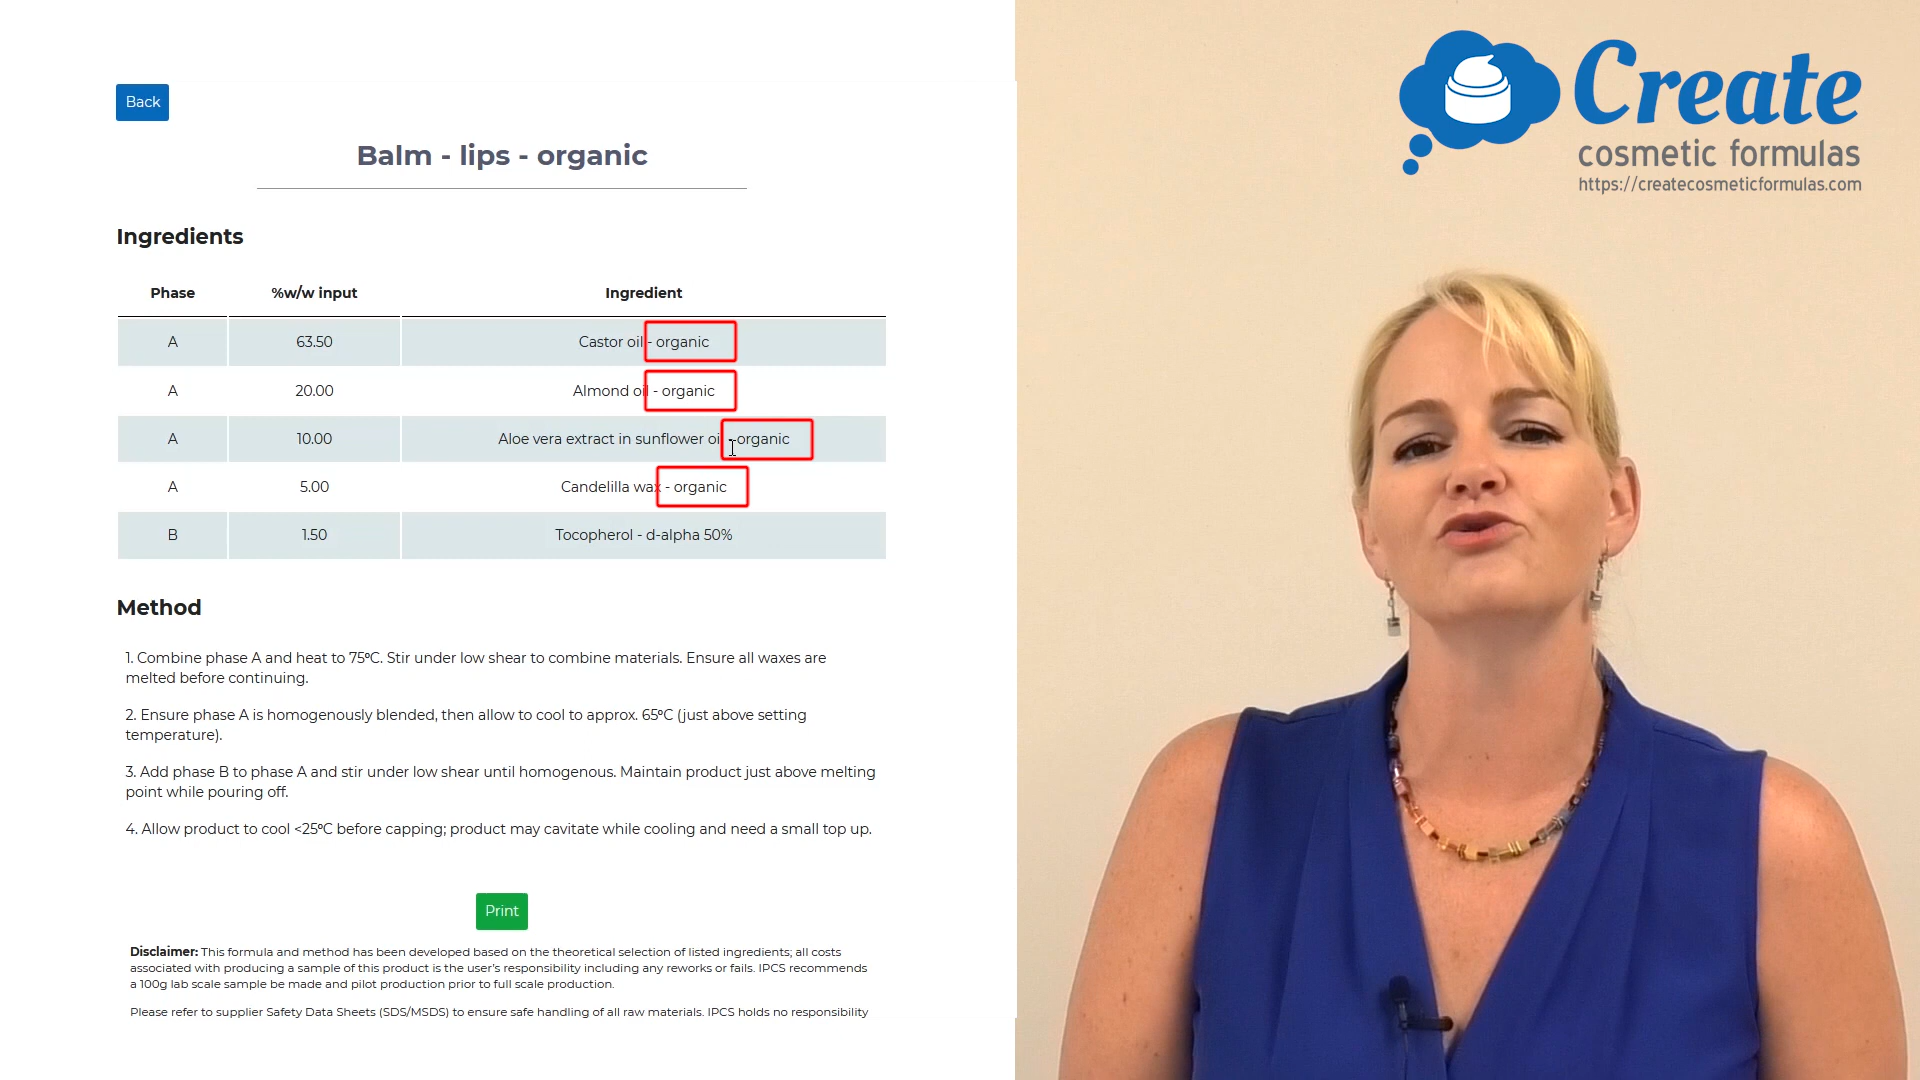 Back
Balm - lips - organic
Ingredients
Phase %w/w input Ingredient
A 63.50 Castor oil - organic
A 20.00 Almond oil - organic
A 10.00 Aloe vera extract in sunflower oil - organic
A 5.00 Candelilla wax - organic
B 1.50 Tocopherol - d-alpha 50%
Method
1. Combine phase A and heat to 75ºC. Stir under low shear to combine materials. Ensure all waxes are
melted before continuing.
2. Ensure phase A is homogenously blended, then allow to cool to approx. 65ºC (just above setting
temperature).
3. Add phase B to phase A and stir under low shear until homogenous. Maintain product just above melting
point while pouring off.
4. Allow product to cool <25ºC before capping; product may cavitate while cooling and need a small top up.
Print
Disclaimer: This formula and method has been developed based on the theoretical selection of listed ingredients; all costs
associated with producing a sample of this product is the user's responsibility including any reworks or fails. IPCS recommends
a 100g lab scale sample be made and pilot production prior to full scale production.
Please refer to supplier Safety Data Sheets (SDS/MSDS) to ensure safe handling of all raw materials. IPCS holds no responsibility
Create
cosmetic formulas
https://createcosmeticformulas.com